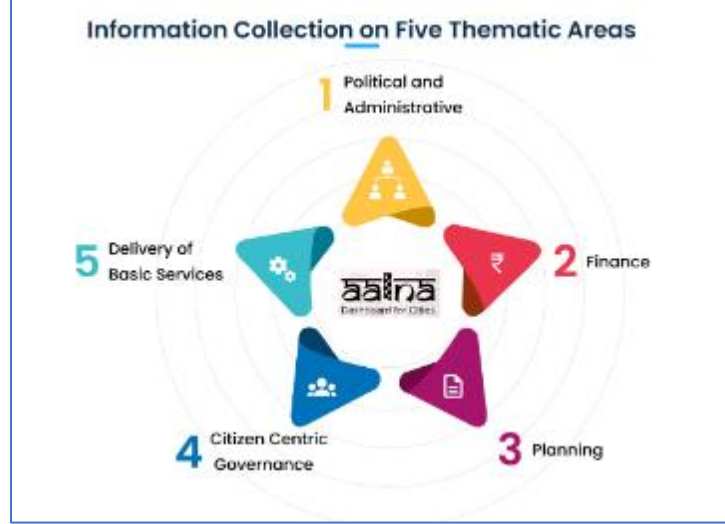 Information Collection on Five Thematic Areas
1 Political and
Administrative
2 Finance
3 Planning
4 Citizen Centric
Governance
5 Delivery of
Basic Services
aaina
Dashboard for Cities